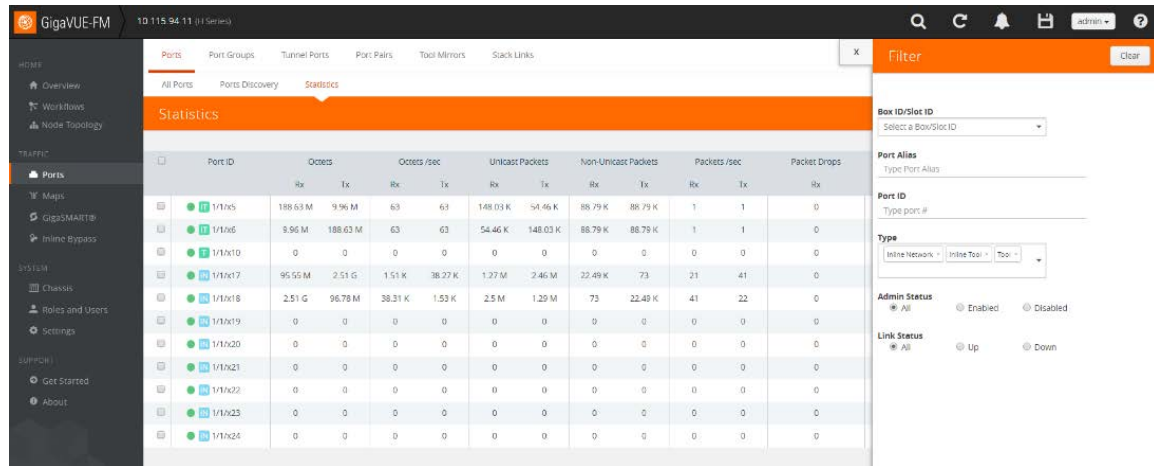 GigaVUE-FM 10.115.94.11 (H Series) admin ?
HOME
Overview
Workflows
Node Topology
TRAFFIC
Ports
Maps
GigaSMART®
Inline Bypass
SYSTEM
Chassis
Roles and Users
Settings
SUPPORT
Get Started
About
Ports Port Groups Tunnel Ports Port Pairs Tool Mirrors Stack Links X
All Ports Ports Discovery Statistics
Statistics
Port ID Octets Octets /sec Unicast Packets Non-Unicast Packets Packets /sec Packet Drops
Rx Tx Rx Tx Rx Tx Rx Tx Rx Tx Rx
IT 1/1/x5 188.63 M 9.96 M 63 63 148.03 K 54.46 K 88.79 K 88.79 K 1 1 0
IT 1/1/x6 9.96 M 188.63 M 63 63 54.46 K 148.03 K 88.79 K 88.79 K 1 1 0
T 1/1/x10 0 0 0 0 0 0 0 0 0 0 0
IN 1/1/x17 95.55 M 2.51 G 1.51 K 38.27 K 1.27 M 2.46 M 22.49 K 73 21 41 0
IN 1/1/x18 2.51 G 96.78 M 38.31 K 1.53 K 2.5 M 1.29 M 73 22.49 K 41 22 0
IN 1/1/x19 0 0 0 0 0 0 0 0 0 0 0
IN 1/1/x20 0 0 0 0 0 0 0 0 0 0 0
IN 1/1/x21 0 0 0 0 0 0 0 0 0 0 0
IN 1/1/x22 0 0 0 0 0 0 0 0 0 0 0
IN 1/1/x23 0 0 0 0 0 0 0 0 0 0 0
IN 1/1/x24 0 0 0 0 0 0 0 0 0 0 0
Filter Clear
Box ID/Slot ID
Select a Box/Slot ID
Port Alias
Type Port Alias
Port ID
Type port #
Type
Inline Network × Inline Tool × Tool ×
Admin Status
All Enabled Disabled
Link Status
All Up Down